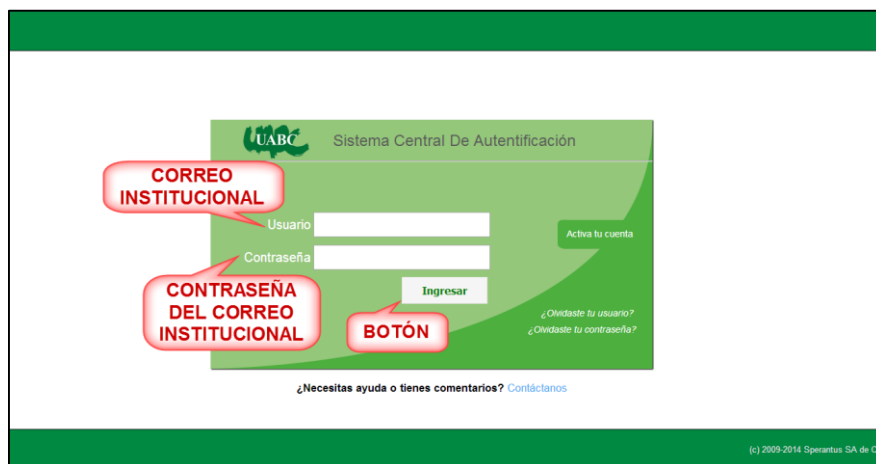 UABC
Sistema Central De Autentificación
CORREO
INSTITUCIONAL
Usuario
Activa tu cuenta
Contraseña
CONTRASEÑA
DEL CORREO
INSTITUCIONAL
Ingresar
BOTÓN
¿Olvidaste tu usuario?
¿Olvidaste tu contraseña?
¿Necesitas ayuda o tienes comentarios? Contáctanos
(c) 2009-2014 Sperantus SA de C